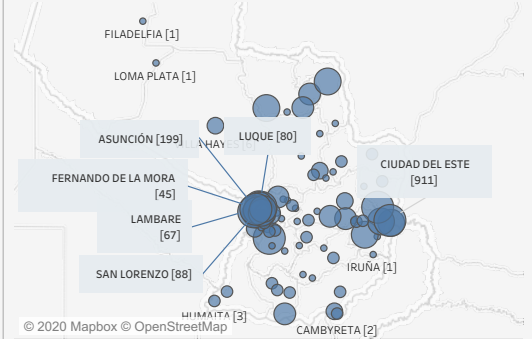 FILADELFIA [1]
LOMA PLATA [1]
ASUNCIÓN [199]
HAY
LUQUE [80]
CIUDAD DEL ESTE
[911]
FERNANDO DE LA MORA
[45]
LAMBARE
[67]
SAN LORENZO [88]
IRUÑA [1]
HUMAITA [3]
CAMBYRETA [2]
© 2020 Mapbox © OpenStreetMap